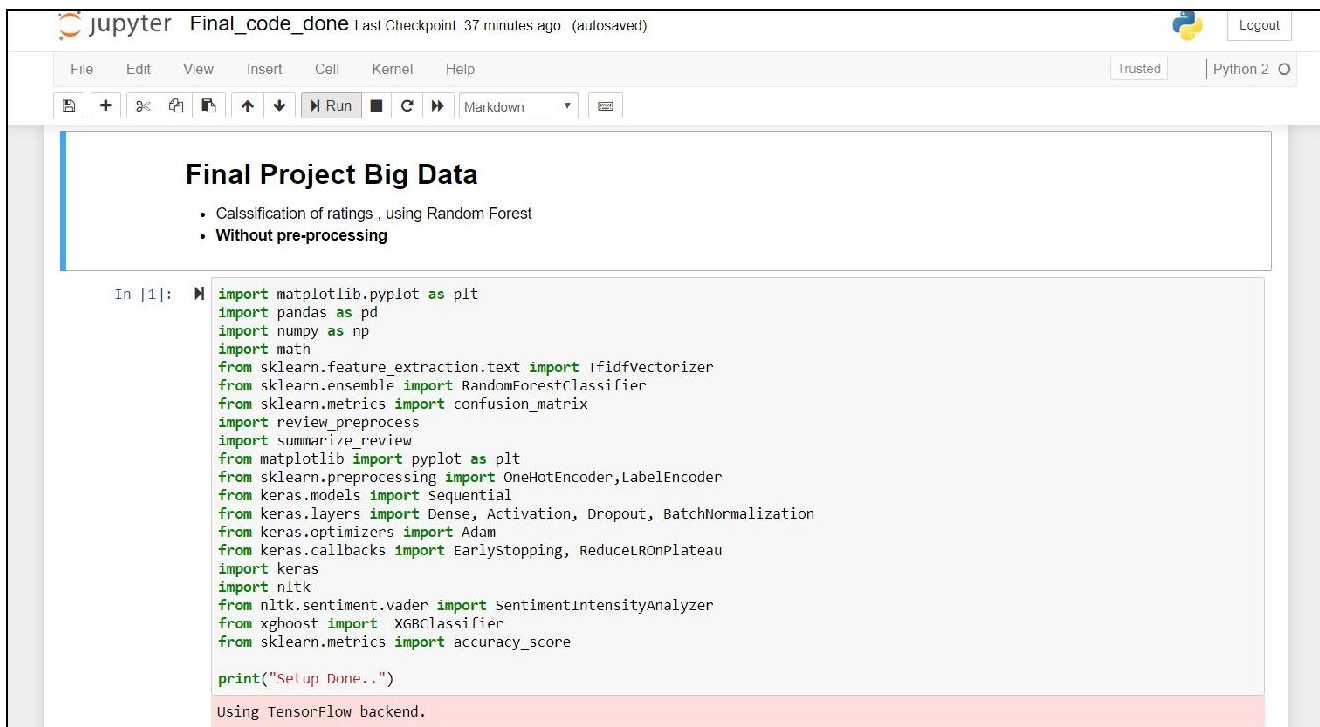 jupyter Final_code_done Last Checkpoint 37 minutes ago (autosaved) Logout
File Edit View Insert Cell Kernel Help Trusted Python 2
Run Markdown
Final Project Big Data
• Calssification of ratings , using Random Forest
• Without pre-processing
In [1]:
import matplotlib.pyplot as plt
import pandas as pd
import numpy as np
import math
from sklearn.feature_extraction.text import TfidfVectorizer
from sklearn.ensemble import RandomForestClassifier
from sklearn.metrics import confusion_matrix
import review_preprocess
import summarize_review
from matplotlib import pyplot as plt
from sklearn.preprocessing import OneHotEncoder,LabelEncoder
from keras.models import Sequential
from keras.layers import Dense, Activation, Dropout, BatchNormalization
from keras.optimizers import Adam
from keras.callbacks import EarlyStopping, ReduceLROnPlateau
import keras
import nltk
from nltk.sentiment.vader import SentimentIntensityAnalyzer
from xgboost import XGBClassifier
from sklearn.metrics import accuracy_score
print("Setup Done..")
Using TensorFlow backend.